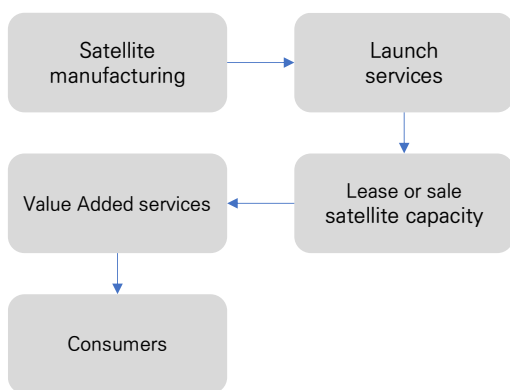 Satellite
manufacturing
Launch
services
Lease or sale
satellite capacity
Value Added services
Consumers